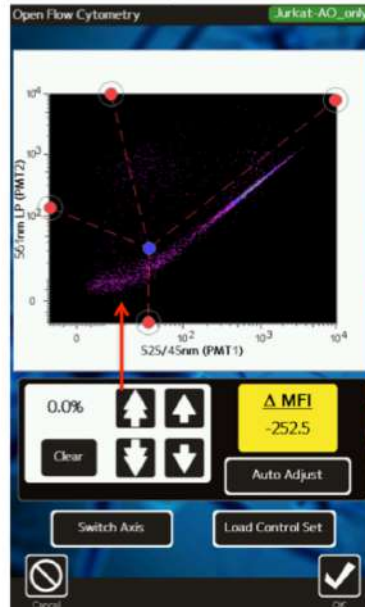 Open Flow Cytometry
Jurkat-AO_only
10⁴
10³
10²
0
561nm LP (PMT2)
0
10²
10³
10⁴
525/45nm (PMT1)
0.0%
Δ MFI
-252.5
Clear
Auto Adjust
Switch Axis
Load Control Set
Cancel
OK